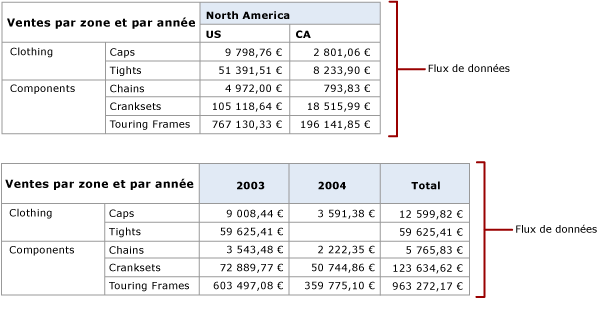 Ventes par zone et par année North America
US CA
Clothing Caps 9 798,76 € 2 801,06 €
Tights 51 391,51 € 8 233,90 €
Components Chains 4 972,00 € 793,83 €
Cranksets 105 118,64 € 18 515,99 €
Touring Frames 767 130,33 € 196 141,85 €
Flux de données
Ventes par zone et par année 2003 2004 Total
Clothing Caps 9 008,44 € 3 591,38 € 12 599,82 €
Tights 59 625,41 € 59 625,41 €
Components Chains 3 543,48 € 2 222,35 € 5 765,83 €
Cranksets 72 889,77 € 50 744,86 € 123 634,62 €
Touring Frames 603 497,08 € 359 775,10 € 963 272,17 €
Flux de données